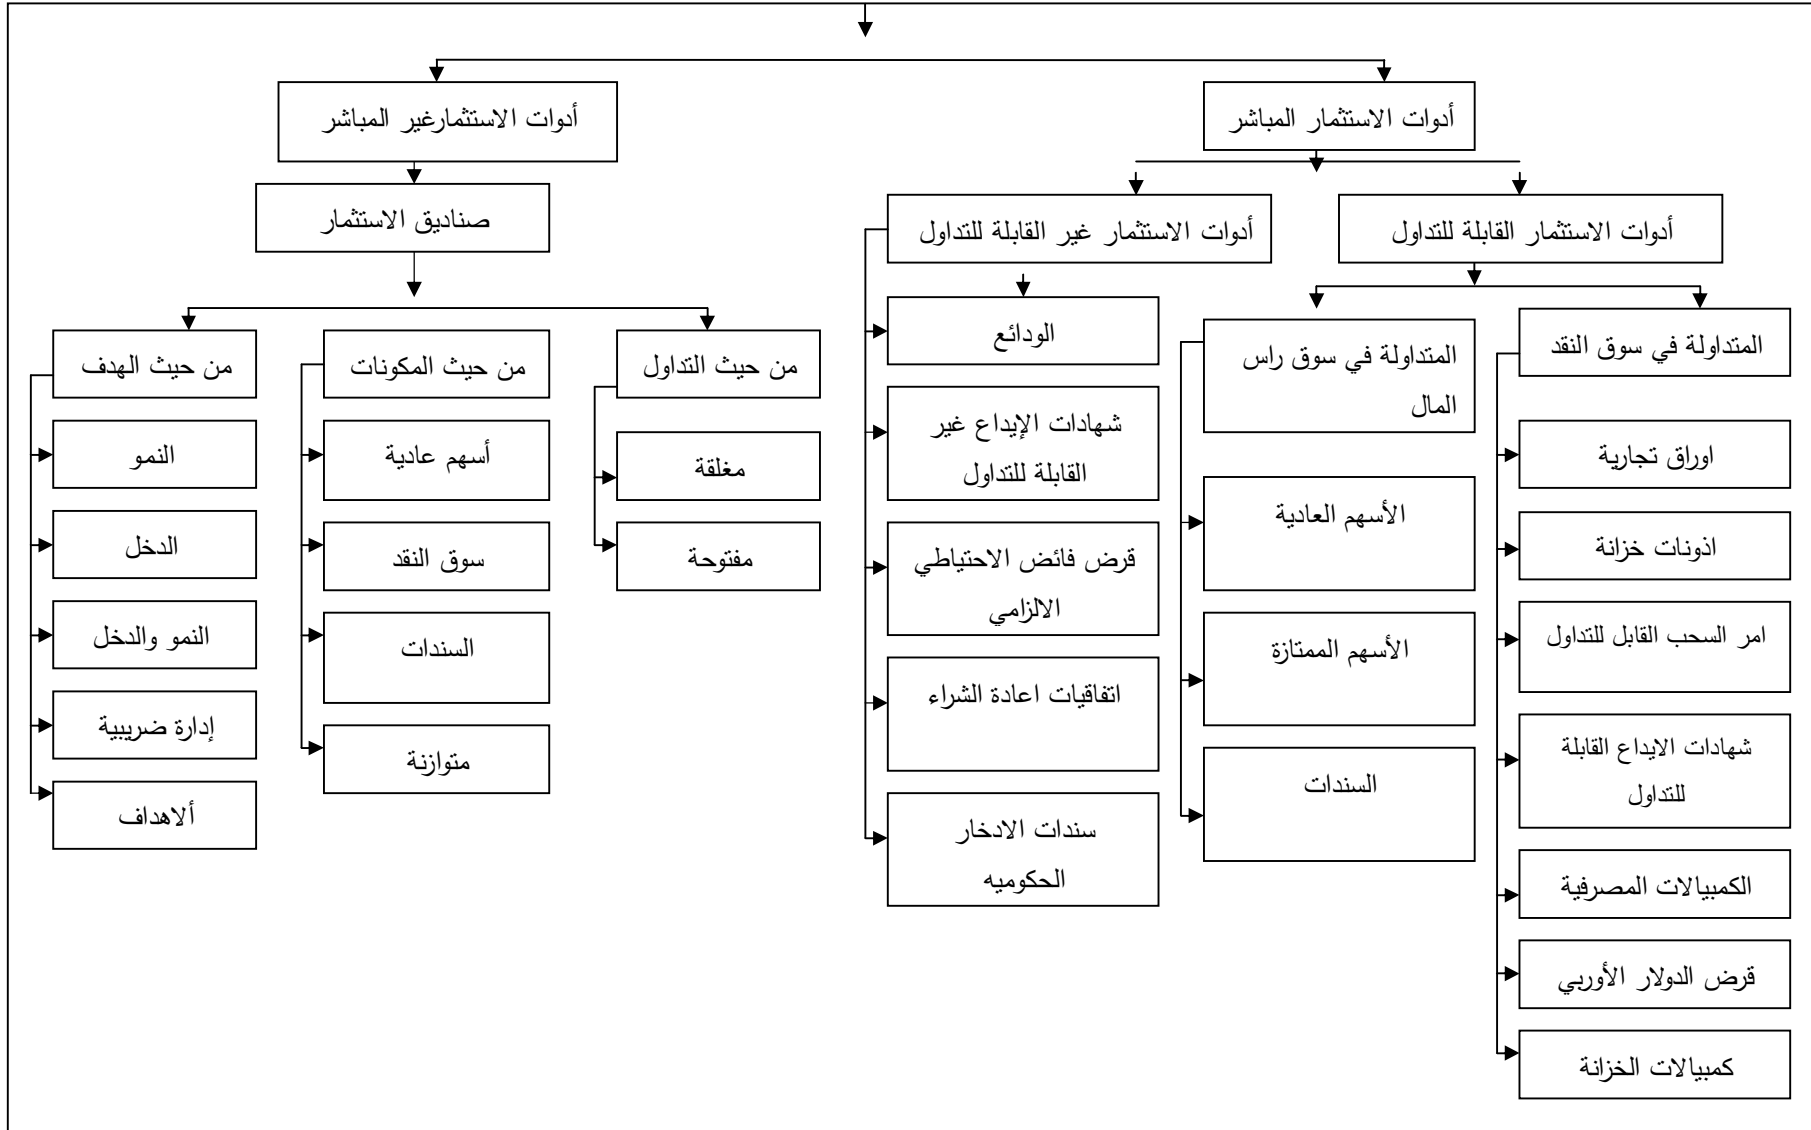 أدوات الاستثمار المباشر
أدوات الاستثمارغير المباشر
صناديق الاستثمار
أدوات الاستثمار القابلة للتداول
أدوات الاستثمار غير القابلة للتداول
المتداولة في سوق النقد
اوراق تجارية
اذونات خزانة
امر السحب القابل للتداول
شهادات الايداع القابلة
للتداول
الكمبيالات المصرفية
قرض الدولار الأوربي
كمبيالات الخزانة
المتداولة في سوق راس
المال
الأسهم العادية
الأسهم الممتازة
السندات
الودائع
شهادات الإيداع غير
القابلة للتداول
قرض فائض الاحتياطي
الالزامي
اتفاقيات اعادة الشراء
سندات الادخار
الحكوميه
من حيث التداول
مغلقة
مفتوحة
من حيث المكونات
أسهم عادية
سوق النقد
السندات
متوازنة
من حيث الهدف
النمو
الدخل
النمو والدخل
إدارة ضريبية
ألاهداف